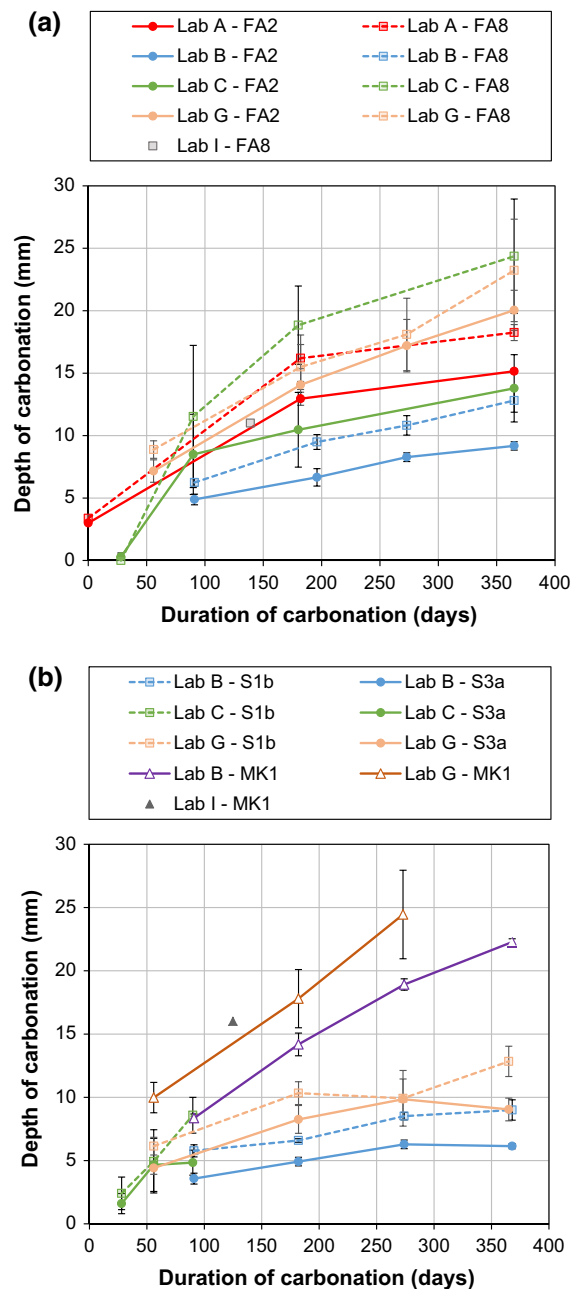 (a)
Lab A - FA2 Lab A - FA8
Lab B - FA2 Lab B - FA8
Lab C - FA2 Lab C - FA8
Lab G - FA2 Lab G - FA8
Lab I - FA8
30
25
20
15
10
5
0
Depth of carbonation (mm)
0 50 100 150 200 250 300 350 400
Duration of carbonation (days)
(b)
Lab B - S1b Lab B - S3a
Lab C - S1b Lab C - S3a
Lab G - S1b Lab G - S3a
Lab B - MK1 Lab G - MK1
Lab I - MK1
30
25
20
15
10
5
0
Depth of carbonation (mm)
0 50 100 150 200 250 300 350 400
Duration of carbonation (days)